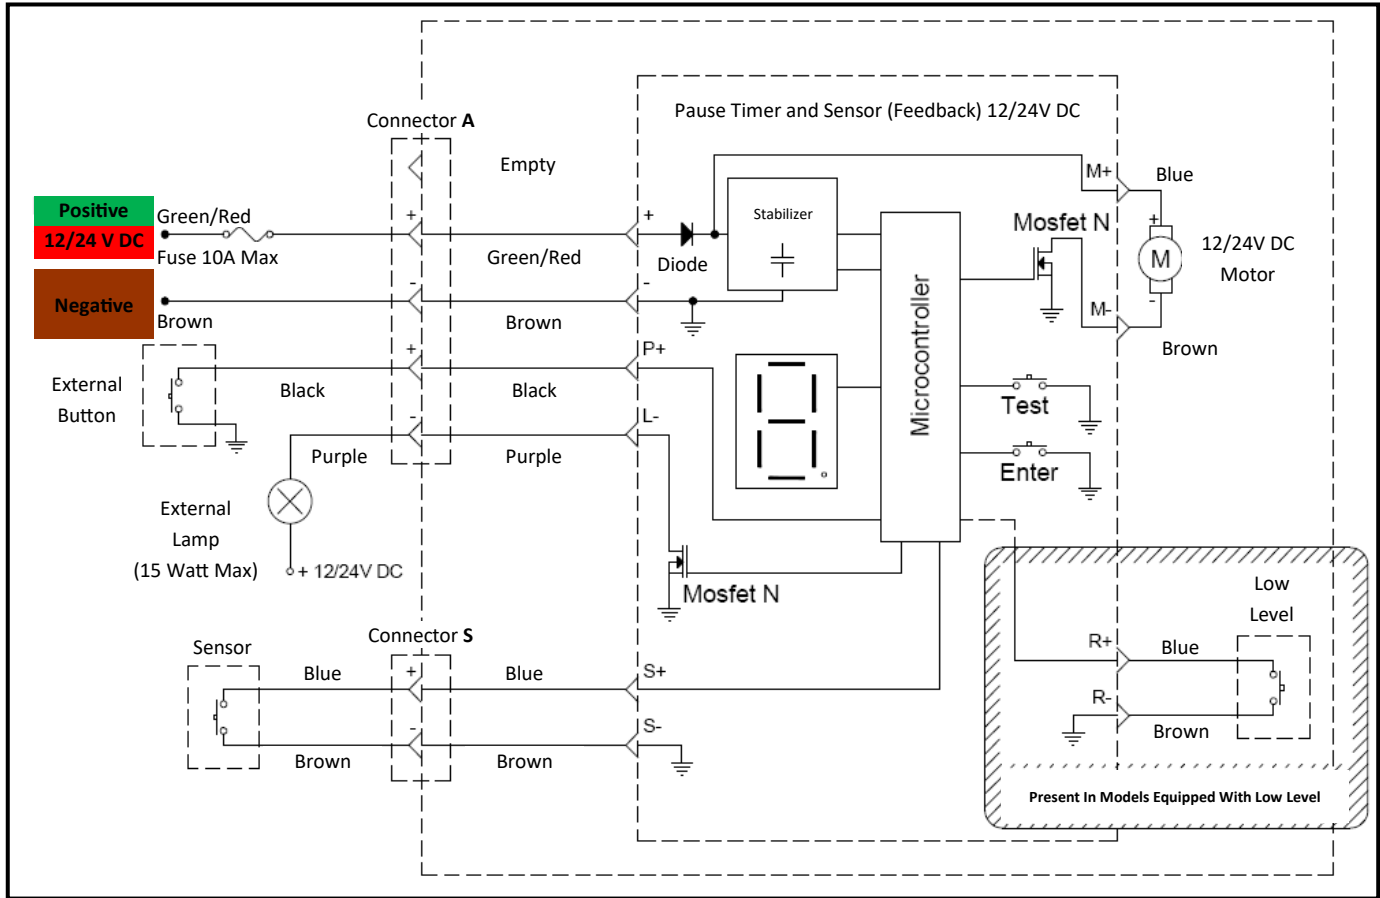 Pause Timer and Sensor (Feedback) 12/24V DC
Connector A
Empty
M+
Blue
Positive
12/24 V DC
Green/Red
Fuse 10A Max
+
Green/Red
+
Diode
Stabilizer
Microcontroller
Mosfet N
+
M
-
12/24V DC
Motor
Negative
Brown
-
Brown
-
M-
Brown
External
Button
Black
+
Black
P+
Test
Purple
-
Purple
L-
Enter
External
Lamp
(15 Watt Max)
+ 12/24V DC
Mosfet N
Low
Level
Sensor
Connector S
Blue
+
Blue
S+
R+
Blue
Brown
-
Brown
S-
R-
Brown
Present In Models Equipped With Low Level